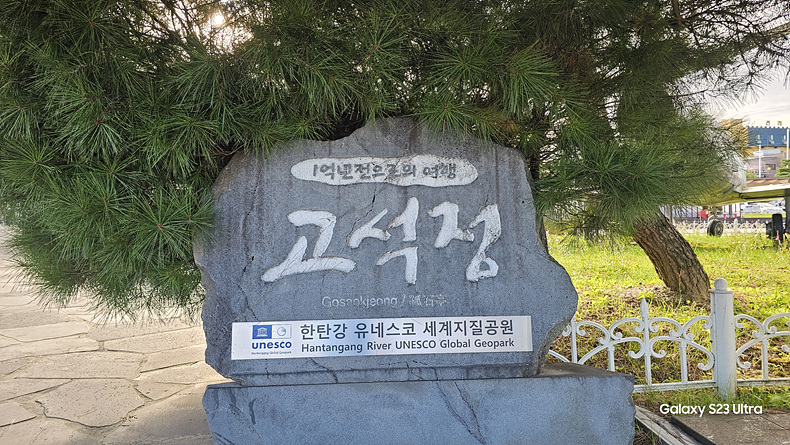 1억년전으로의 여행
고석정
Goseokjeong / 孤石亭
unesco
한탄강 유네스코 세계지질공원
Hantangang River UNESCO Global Geopark
Galaxy S23 Ultra